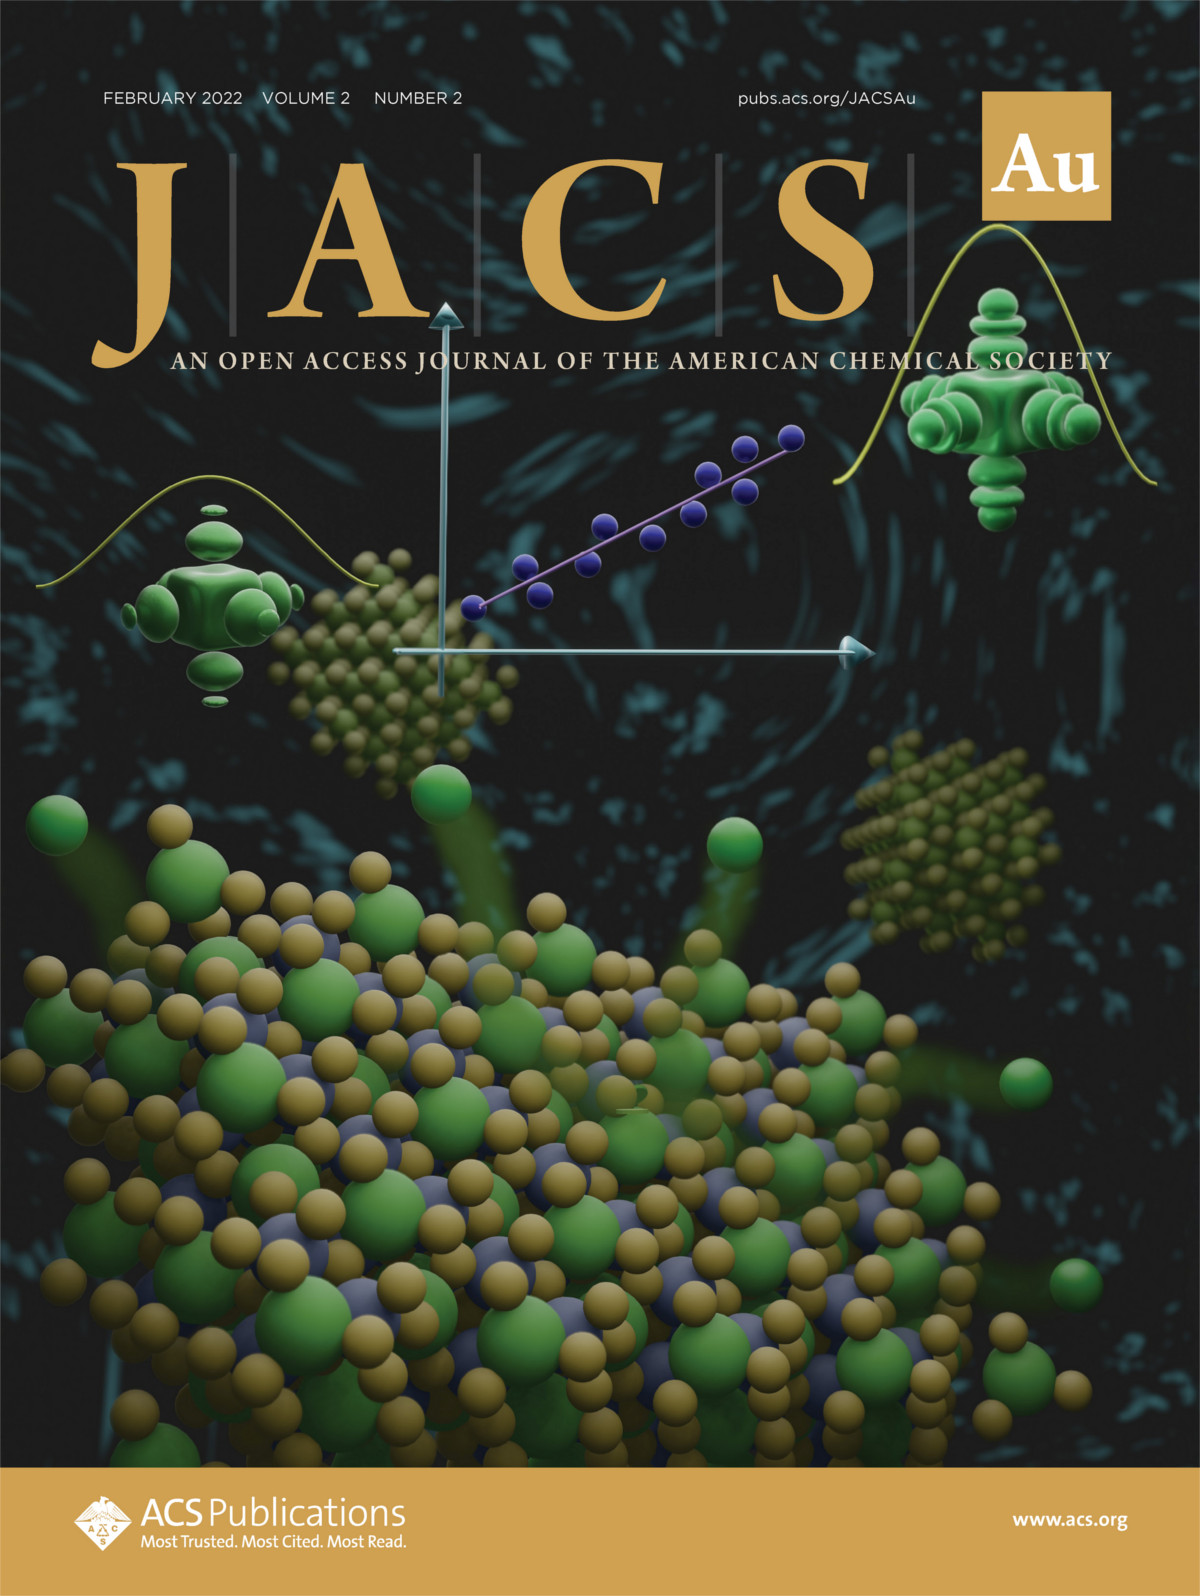 FEBRUARY 2022 VOLUME 2 NUMBER 2 pubs.acs.org/JACSAu
J|A|C|S|Au
AN OPEN ACCESS JOURNAL OF THE AMERICAN CHEMICAL SOCIETY
2
A C S
ACS Publications
Most Trusted. Most Cited. Most Read.
www.acs.org